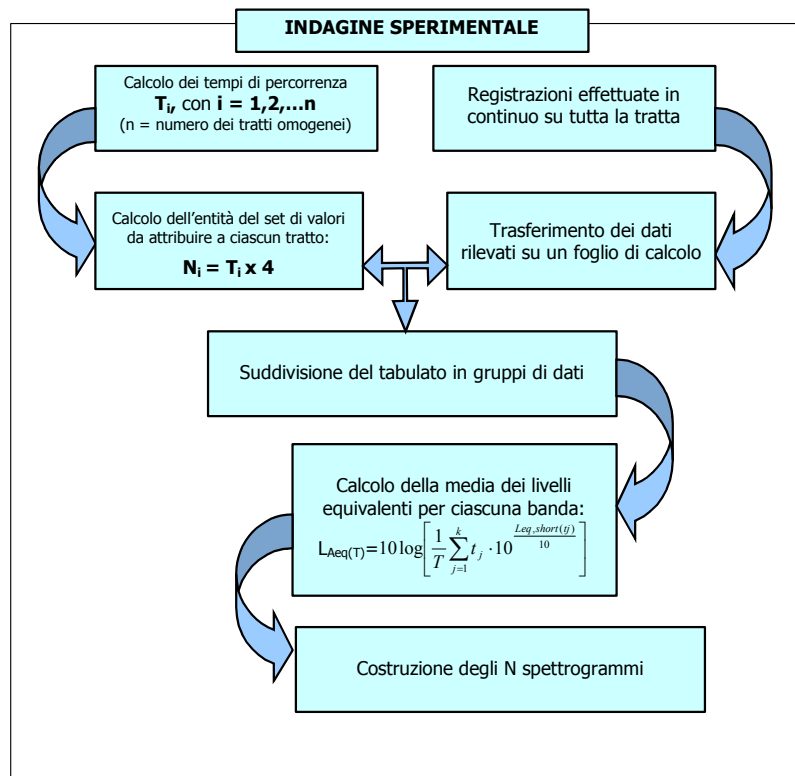 INDAGINE SPERIMENTALE
Calcolo dei tempi di percorrenza
Ti, con i = 1,2,…n
(n = numero dei tratti omogenei)
Registrazioni effettuate in
continuo su tutta la tratta
Calcolo dell’entità del set di valori
da attribuire a ciascun tratto:
Ni = Ti x 4
Trasferimento dei dati
rilevati su un foglio di calcolo
Suddivisione del tabulato in gruppi di dati
Calcolo della media dei livelli
equivalenti per ciascuna banda:
LAeq(T)=10 log[1/T ∑j=1k tj · 10^(Leq,short(tj)/10)]
Costruzione degli N spettrogrammi